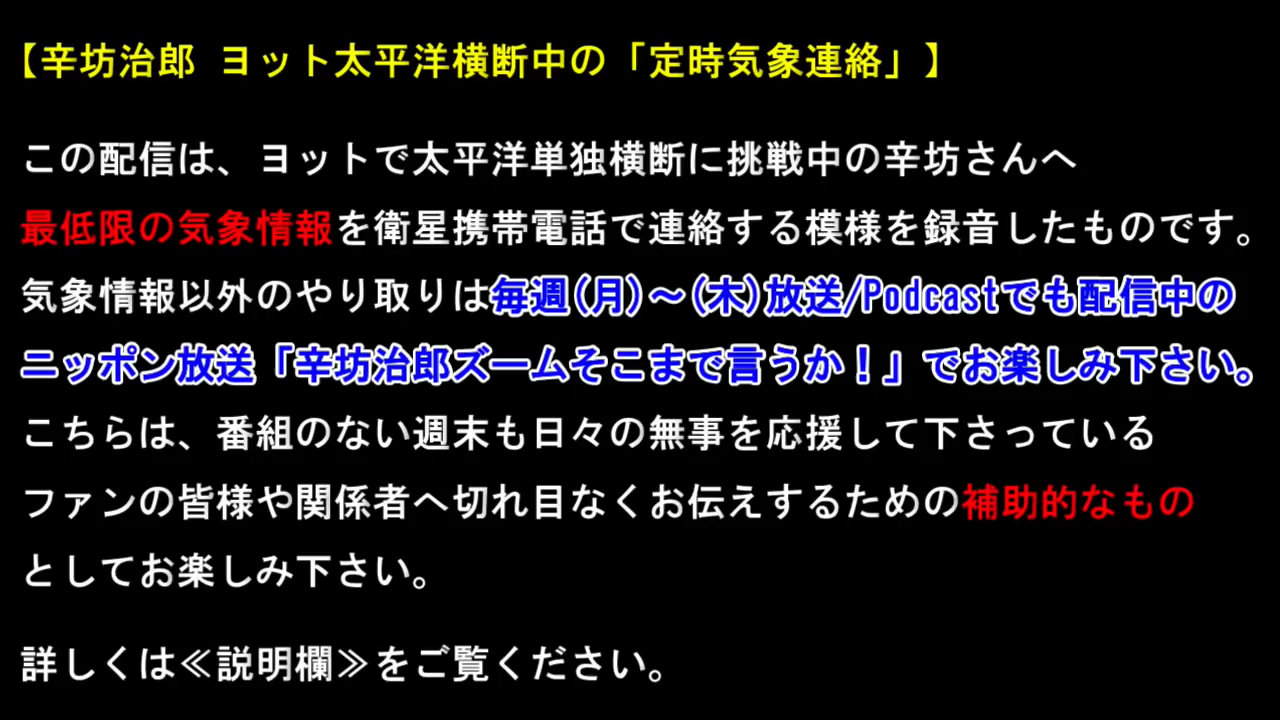 【辛坊治郎 ヨット太平洋横断中の「定時気象連絡」】
この配信は、ヨットで太平洋単独横断に挑戦中の辛坊さんへ
最低限の気象情報を衛星携帯電話で連絡する模様を録音したものです。
気象情報以外のやり取りは毎週(月)～(木)放送/Podcastでも配信中の
ニッポン放送「辛坊治郎ズームそこまで言うか！」でお楽しみ下さい。
こちらは、番組のない週末も日々の無事を応援して下さっている
ファンの皆様や関係者へ切れ目なくお伝えするための補助的なもの
としてお楽しみ下さい。
詳しくは≪説明欄≫をご覧ください。